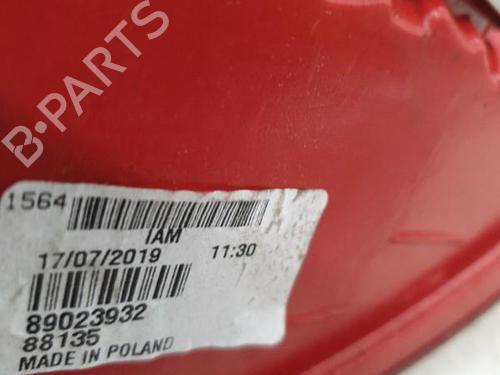 B-PARTS
1564
IAM
17/07/2019 11:30
89023932
88135
MADE IN POLAND